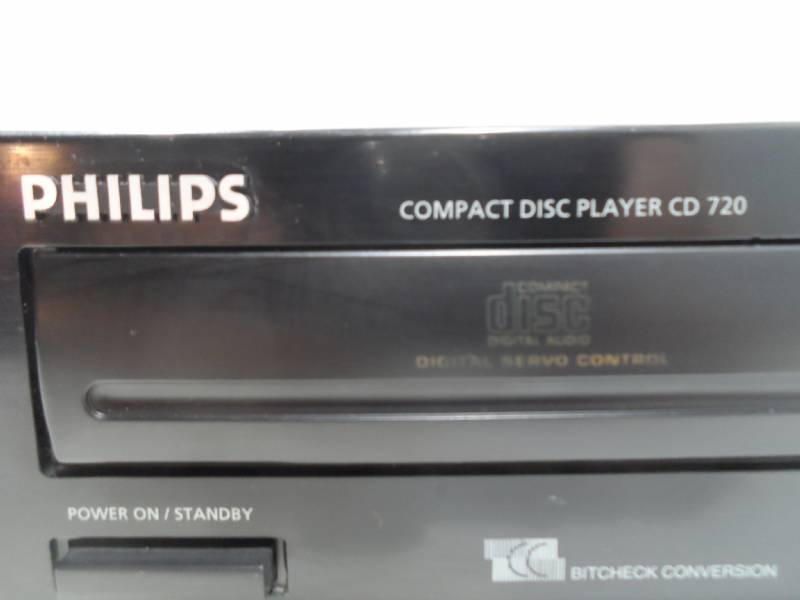 PHILIPS
COMPACT DISC PLAYER CD 720
COMPACT
disc
DIGITAL AUDIO
DIGITAL SERVO CONTROL
POWER ON / STANDBY
BITCHECK CONVERSION